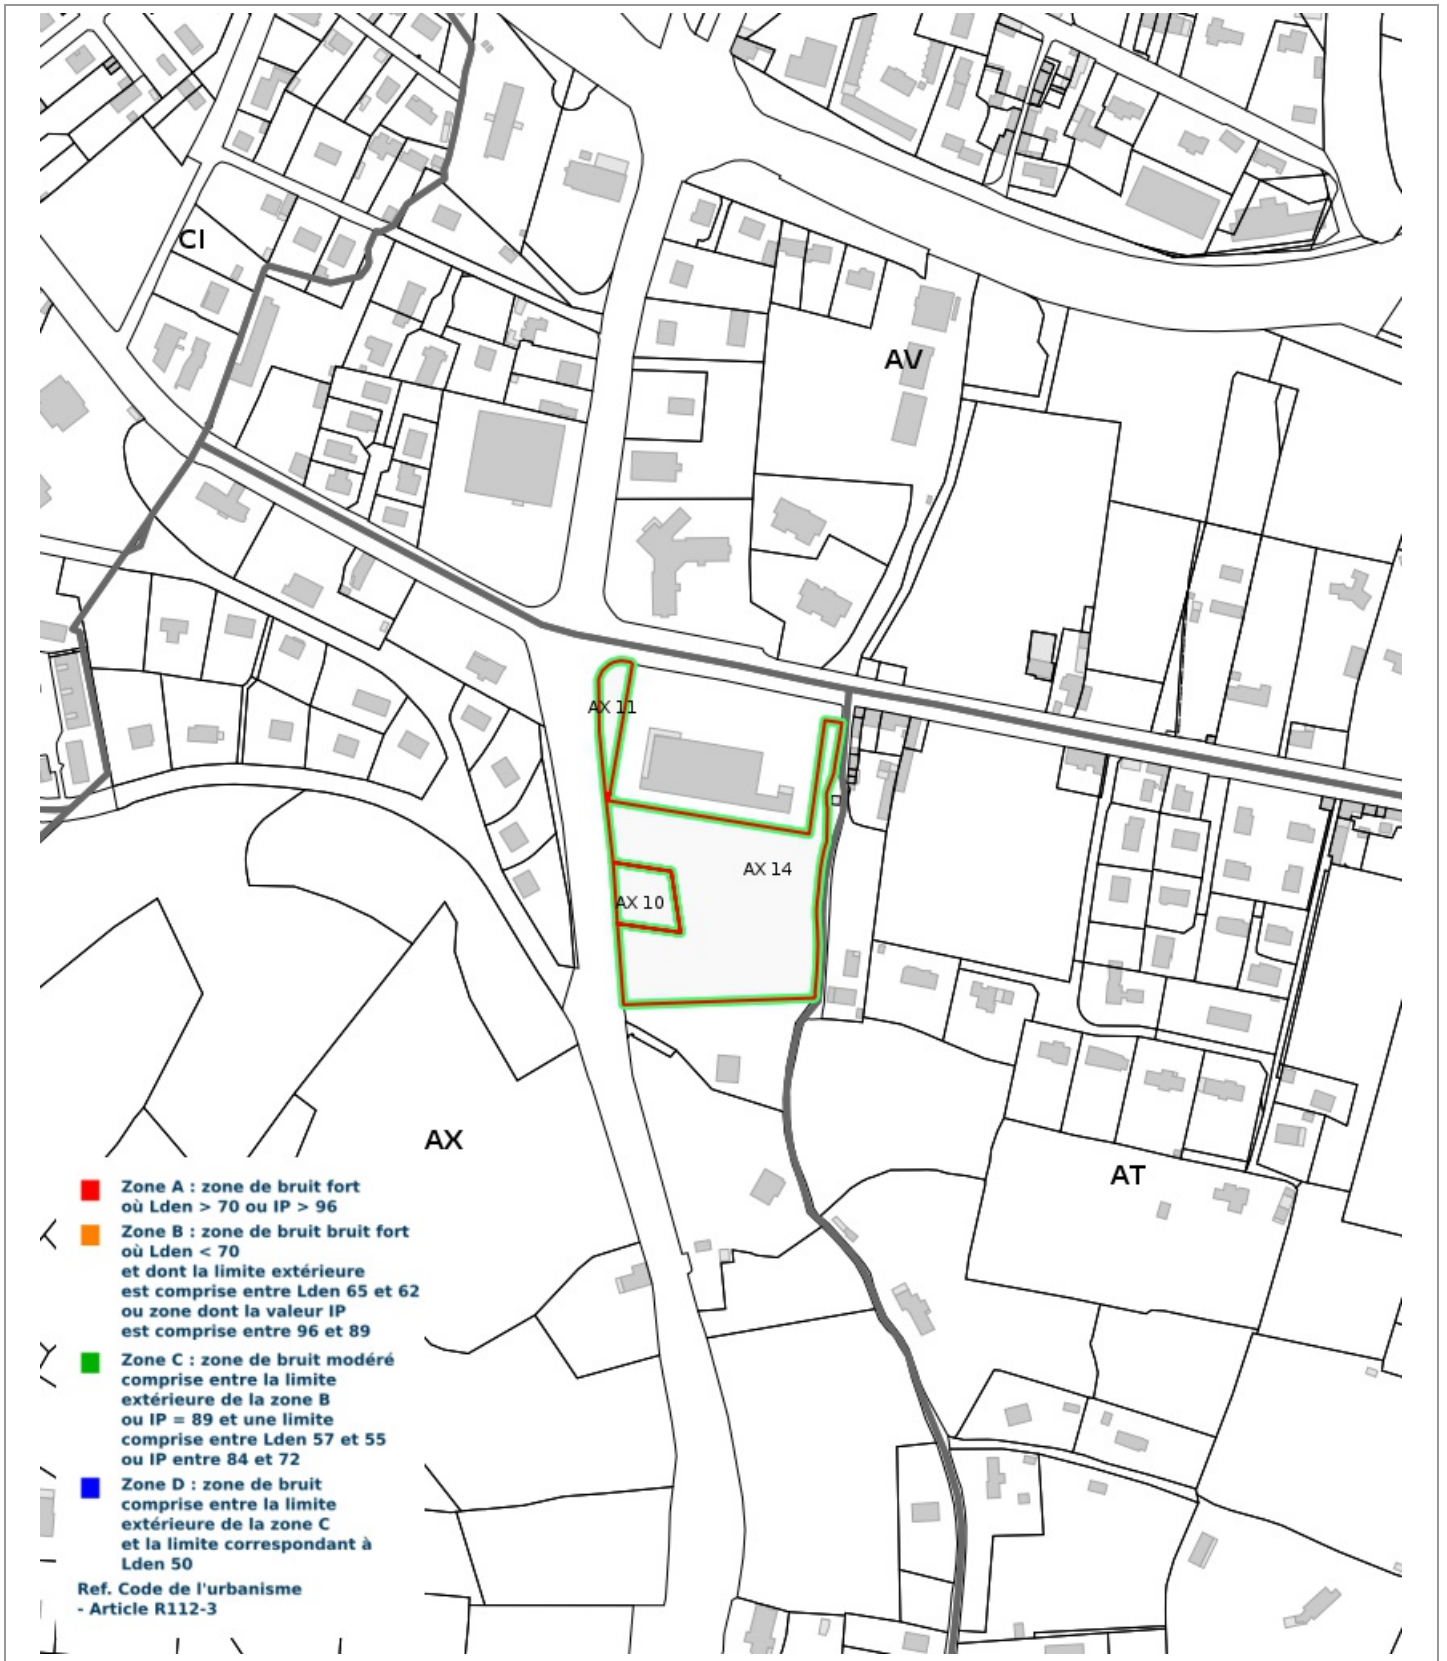 CI
AV
AX 11
AX 14
AX 10
AX
AT
Zone A : zone de bruit fort
où Lden > 70 ou IP > 96
Zone B : zone de bruit bruit fort
où Lden < 70
et dont la limite extérieure
est comprise entre Lden 65 et 62
ou zone dont la valeur IP
est comprise entre 96 et 89
Zone C : zone de bruit modéré
comprise entre la limite
extérieure de la zone B
ou IP = 89 et une limite
comprise entre Lden 57 et 55
ou IP entre 84 et 72
Zone D : zone de bruit
comprise entre la limite
extérieure de la zone C
et la limite correspondant à
Lden 50
Ref. Code de l'urbanisme
- Article R112-3